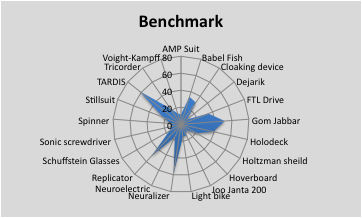 Benchmark
AMP Suit
Voight-Kampff
80
Babel Fish
Tricorder
60
Cloaking device
TARDIS
40
Dejarik
Stillsuit
20
FTL Drive
Spinner
0
Gom Jabbar
Sonic screwdriver
Holodeck
Schuffstein Glasses
Holtzman sheild
Replicator
Hoverboard
Neuroelectric
Joo Janta 200
Neuralizer
Light bike